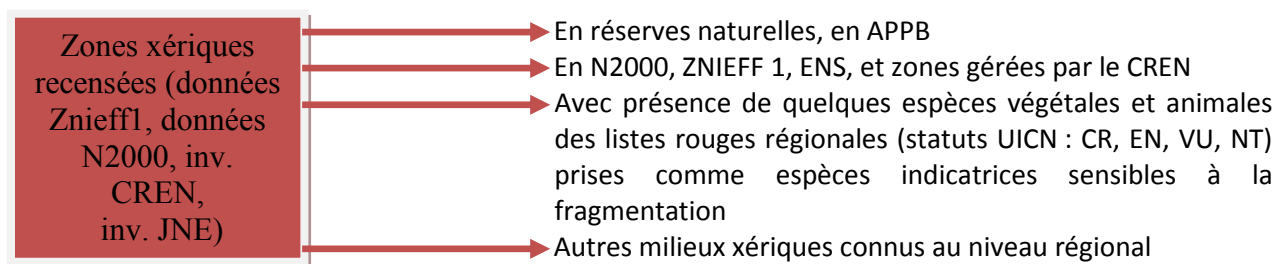 Zones xériques
recensées (données
Znieff1, données
N2000, inv.
CREN,
inv. JNE)
En réserves naturelles, en APPB
En N2000, ZNIEFF 1, ENS, et zones gérées par le CREN
Avec présence de quelques espèces végétales et animales
des listes rouges régionales (statuts UICN : CR, EN, VU, NT)
prises comme espèces indicatrices sensibles à la
fragmentation
Autres milieux xériques connus au niveau régional